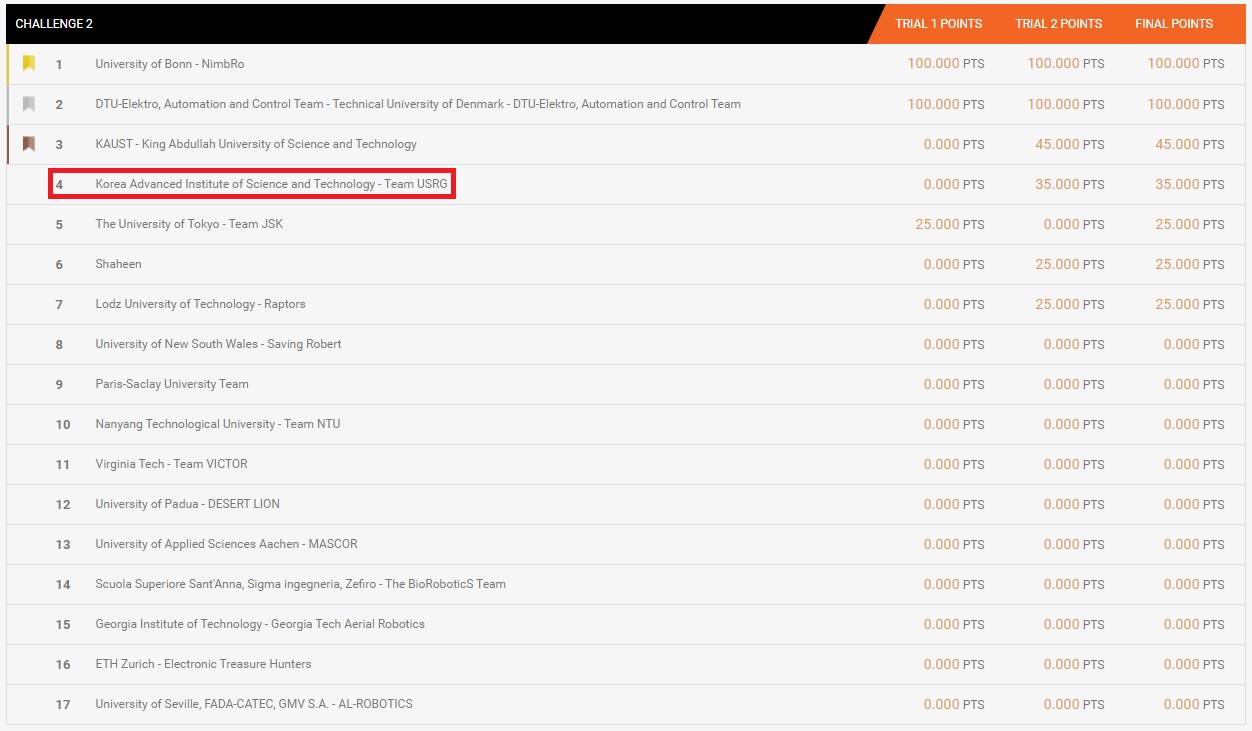 CHALLENGE 2 TRIAL 1 POINTS TRIAL 2 POINTS FINAL POINTS
1 University of Bonn - NimbRo 100.000 PTS 100.000 PTS 100.000 PTS
2 DTU-Elektro, Automation and Control Team - Technical University of Denmark - DTU-Elektro, Automation and Control Team 100.000 PTS 100.000 PTS 100.000 PTS
3 KAUST - King Abdullah University of Science and Technology 0.000 PTS 45.000 PTS 45.000 PTS
4 Korea Advanced Institute of Science and Technology - Team USRG 0.000 PTS 35.000 PTS 35.000 PTS
5 The University of Tokyo - Team JSK 25.000 PTS 0.000 PTS 25.000 PTS
6 Shaheen 0.000 PTS 25.000 PTS 25.000 PTS
7 Lodz University of Technology - Raptors 0.000 PTS 25.000 PTS 25.000 PTS
8 University of New South Wales - Saving Robert 0.000 PTS 0.000 PTS 0.000 PTS
9 Paris-Saclay University Team 0.000 PTS 0.000 PTS 0.000 PTS
10 Nanyang Technological University - Team NTU 0.000 PTS 0.000 PTS 0.000 PTS
11 Virginia Tech - Team VICTOR 0.000 PTS 0.000 PTS 0.000 PTS
12 University of Padua - DESERT LION 0.000 PTS 0.000 PTS 0.000 PTS
13 University of Applied Sciences Aachen - MASCOR 0.000 PTS 0.000 PTS 0.000 PTS
14 Scuola Superiore Sant'Anna, Sigma ingegneria, Zefiro - The BioRoboticS Team 0.000 PTS 0.000 PTS 0.000 PTS
15 Georgia Institute of Technology - Georgia Tech Aerial Robotics 0.000 PTS 0.000 PTS 0.000 PTS
16 ETH Zurich - Electronic Treasure Hunters 0.000 PTS 0.000 PTS 0.000 PTS
17 University of Seville, FADA-CATEC, GMV S.A. - AL-ROBOTICS 0.000 PTS 0.000 PTS 0.000 PTS